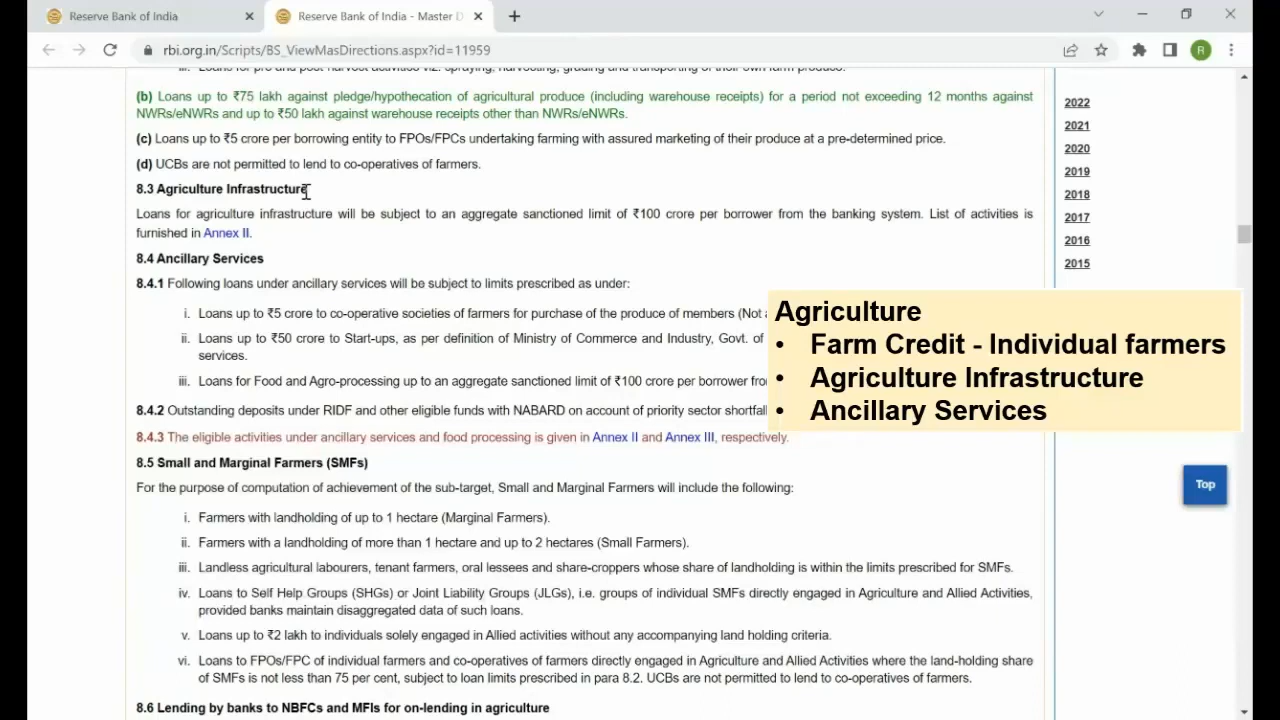 Reserve Bank of India
Reserve Bank of India - Master D
rbi.org.in/Scripts/BS_ViewMasDirections.aspx?id=11959
R
iii. Loans for pre and post-harvest activities viz. spraying, harvesting, grading and transporting of their own farm produce.
(b) Loans up to ₹75 lakh against pledge/hypothecation of agricultural produce (including warehouse receipts) for a period not exceeding 12 months against
NWRs/eNWRs and up to ₹50 lakh against warehouse receipts other than NWRs/eNWRs.
(c) Loans up to ₹5 crore per borrowing entity to FPOs/FPCs undertaking farming with assured marketing of their produce at a pre-determined price.
(d) UCBs are not permitted to lend to co-operatives of farmers.
8.3 Agriculture Infrastructure
Loans for agriculture infrastructure will be subject to an aggregate sanctioned limit of ₹100 crore per borrower from the banking system. List of activities is
furnished in Annex II.
8.4 Ancillary Services
8.4.1 Following loans under ancillary services will be subject to limits prescribed as under:
i. Loans up to ₹5 crore to co-operative societies of farmers for purchase of the produce of members (Not a
ii. Loans up to ₹50 crore to Start-ups, as per definition of Ministry of Commerce and Industry, Govt. of
services.
iii. Loans for Food and Agro-processing up to an aggregate sanctioned limit of ₹100 crore per borrower fro
8.4.2 Outstanding deposits under RIDF and other eligible funds with NABARD on account of priority sector shortfal
8.4.3 The eligible activities under ancillary services and food processing is given in Annex II and Annex III, respectively.
8.5 Small and Marginal Farmers (SMFs)
For the purpose of computation of achievement of the sub-target, Small and Marginal Farmers will include the following:
i. Farmers with landholding of up to 1 hectare (Marginal Farmers).
ii. Farmers with a landholding of more than 1 hectare and up to 2 hectares (Small Farmers).
iii. Landless agricultural labourers, tenant farmers, oral lessees and share-croppers whose share of landholding is within the limits prescribed for SMFs.
iv. Loans to Self Help Groups (SHGs) or Joint Liability Groups (JLGs), i.e. groups of individual SMFs directly engaged in Agriculture and Allied Activities,
provided banks maintain disaggregated data of such loans.
v. Loans up to ₹2 lakh to individuals solely engaged in Allied activities without any accompanying land holding criteria.
vi. Loans to FPOs/FPC of individual farmers and co-operatives of farmers directly engaged in Agriculture and Allied Activities where the land-holding share
of SMFs is not less than 75 per cent, subject to loan limits prescribed in para 8.2. UCBs are not permitted to lend to co-operatives of farmers.
8.6 Lending by banks to NBFCs and MFIs for on-lending in agriculture
2022
2021
2020
2019
2018
2017
2016
2015
Agriculture
• Farm Credit - Individual farmers
• Agriculture Infrastructure
• Ancillary Services
Top